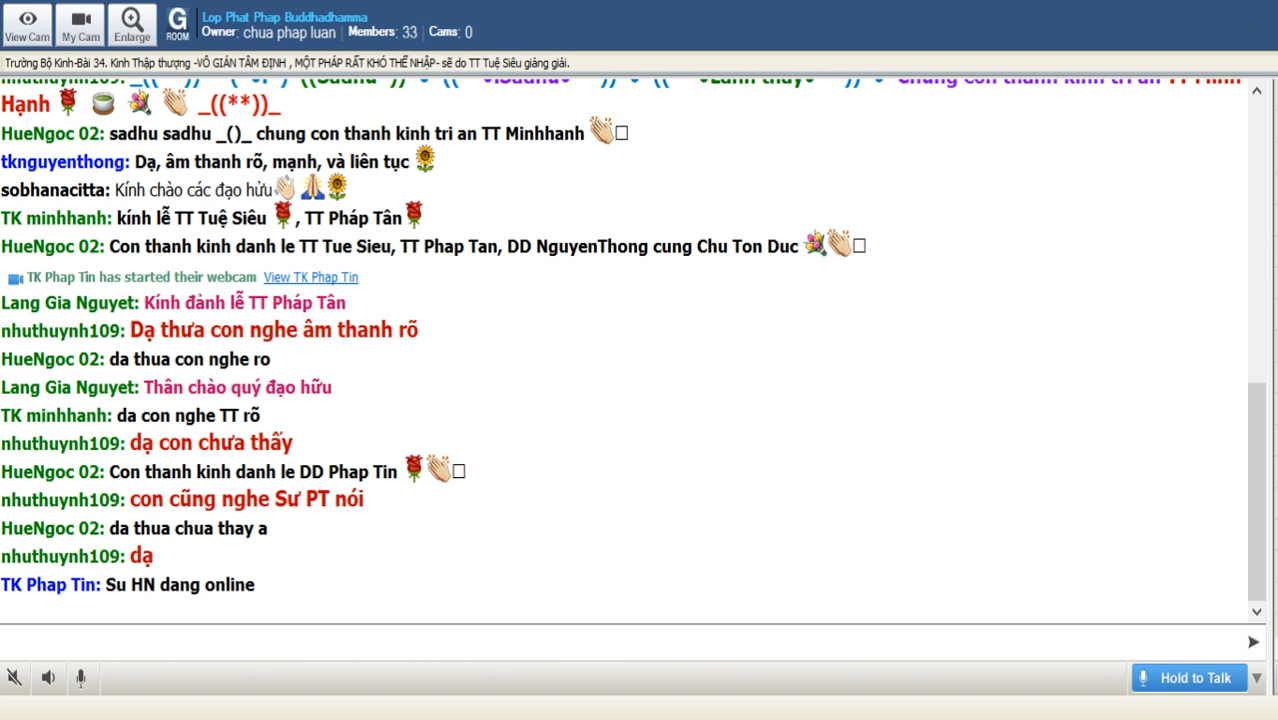 View Cam
My Cam
Enlarge
G
ROOM
Lop Phat Phap Buddhadhamma
Owner: chua phap luan | Members: 33 | Cams: 0
Trường Bộ Kinh-Bài 34. Kinh Thập thượng -VÔ GIÁN TÂM ĐỊNH , MỘT PHÁP RẤT KHÓ THỂ NHẬP- sẽ do TT Tuệ Siêu giảng giải.
Hạnh _((**))_
HueNgoc 02: sadhu sadhu _()_ chung con thanh kinh tri an TT Minhhanh
tknguyenthong: Dạ, âm thanh rõ, mạnh, và liên tục
sobhanacitta: Kính chào các đạo hửu
TK minhhanh: kính lễ TT Tuệ Siêu , TT Pháp Tân
HueNgoc 02: Con thanh kinh danh le TT Tue Sieu, TT Phap Tan, DD NguyenThong cung Chu Ton Duc
TK Phap Tin has started their webcam View TK Phap Tin
Lang Gia Nguyet: Kính đảnh lễ TT Pháp Tân
nhuthuynh109: Dạ thưa con nghe âm thanh rõ
HueNgoc 02: da thua con nghe ro
Lang Gia Nguyet: Thân chào quý đạo hữu
TK minhhanh: da con nghe TT rõ
nhuthuynh109: dạ con chưa thấy
HueNgoc 02: Con thanh kinh danh le DD Phap Tin
nhuthuynh109: con cũng nghe Sư PT nói
HueNgoc 02: da thua chua thay a
nhuthuynh109: dạ
TK Phap Tin: Su HN dang online
Hold to Talk